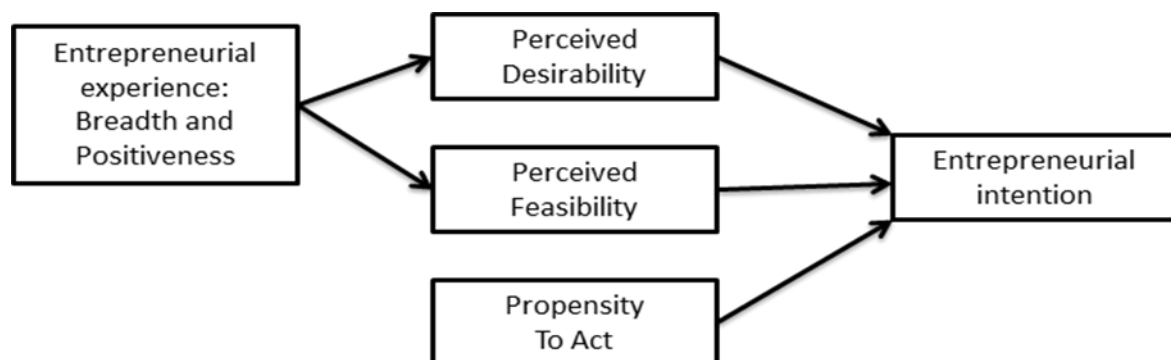 Entrepreneurial
experience:
Breadth and
Positiveness
Perceived
Desirability
Perceived
Feasibility
Propensity
To Act
Entrepreneurial
intention